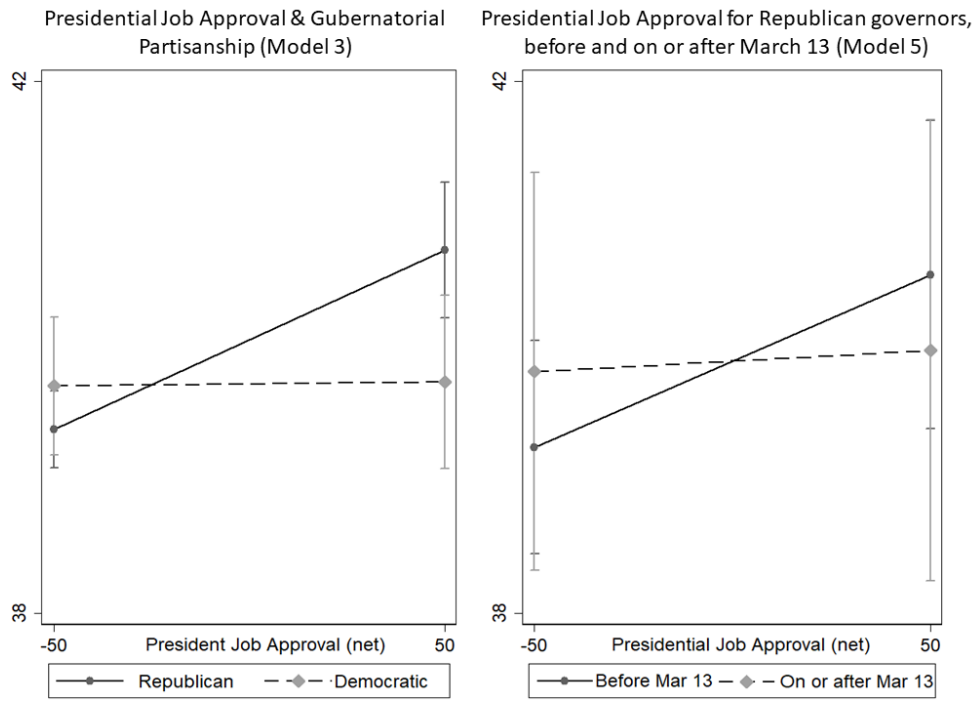 Presidential Job Approval & Gubernatorial
Partisanship (Model 3)
42
38
-50
President Job Approval (net)
50
Republican
Democratic
Presidential Job Approval for Republican governors,
before and on or after March 13 (Model 5)
42
38
-50
Presidential Job Approval (net)
50
Before Mar 13
On or after Mar 13